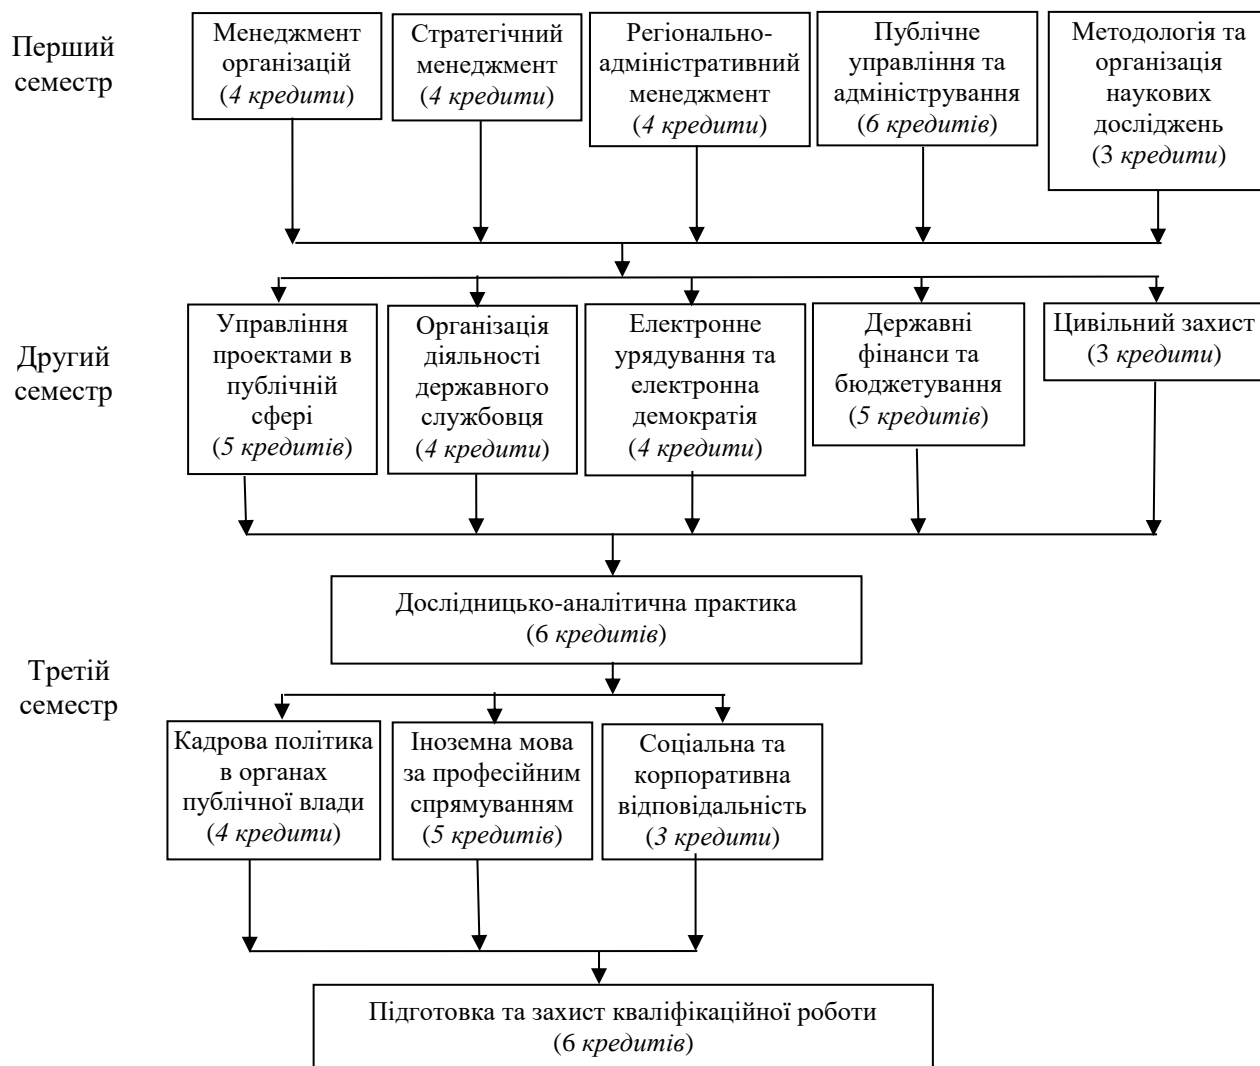 Перший
семестр
Менеджмент
організацій
(4 кредити)
Стратегічний
менеджмент
(4 кредити)
Регіонально-
адміністративний
менеджмент
(4 кредити)
Публічне
управління та
адміністрування
(6 кредитів)
Методологія та
організація
наукових
досліджень
(3 кредити)
Другий
семестр
Управління
проектами в
публічній
сфері
(5 кредитів)
Організація
діяльності
державного
службовця
(4 кредити)
Електронне
урядування та
електронна
демократія
(4 кредити)
Державні
фінанси та
бюджетування
(5 кредитів)
Цивільний захист
(3 кредити)
Дослідницько-аналітична практика
(6 кредитів)
Третій
семестр
Кадрова політика
в органах
публічної влади
(4 кредити)
Іноземна мова
за професійним
спрямуванням
(5 кредитів)
Соціальна та
корпоративна
відповідальність
(3 кредити)
Підготовка та захист кваліфікаційної роботи
(6 кредитів)